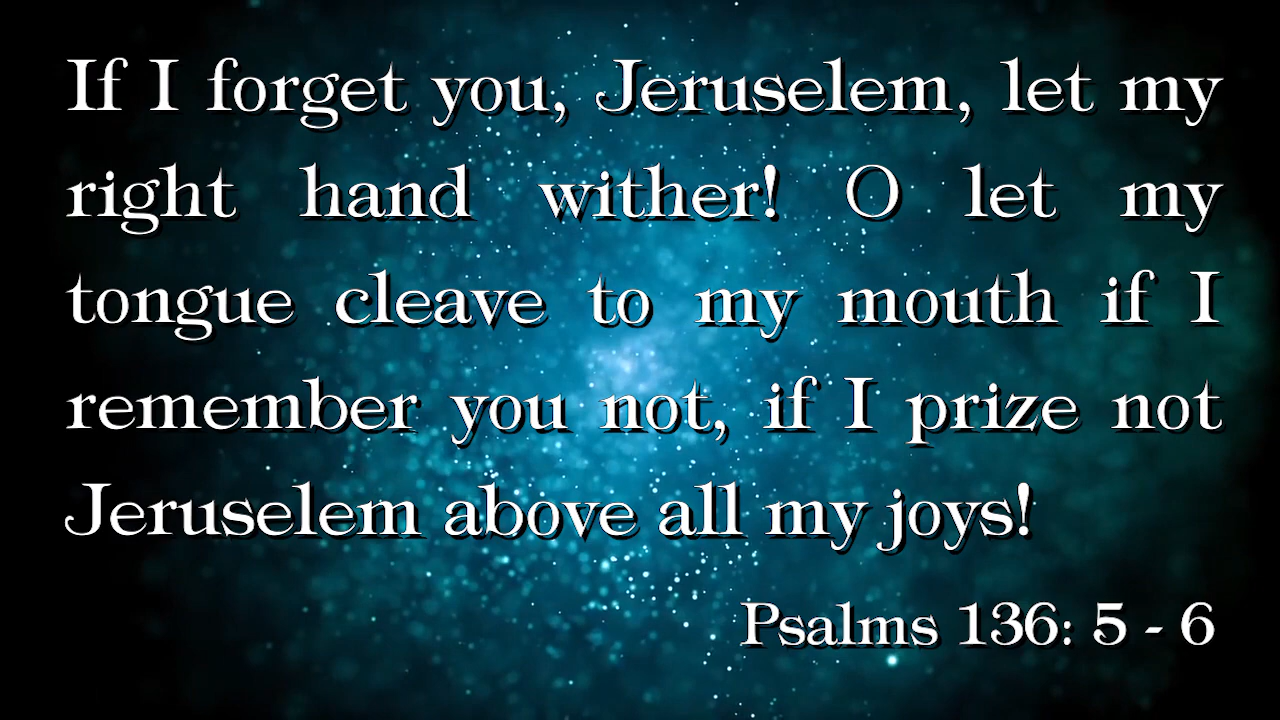 If I forget you, Jeruselem, let my
right hand wither! O let my
tongue cleave to my mouth if I
remember you not, if I prize not
Jeruselem above all my joys!
Psalms 136: 5 - 6